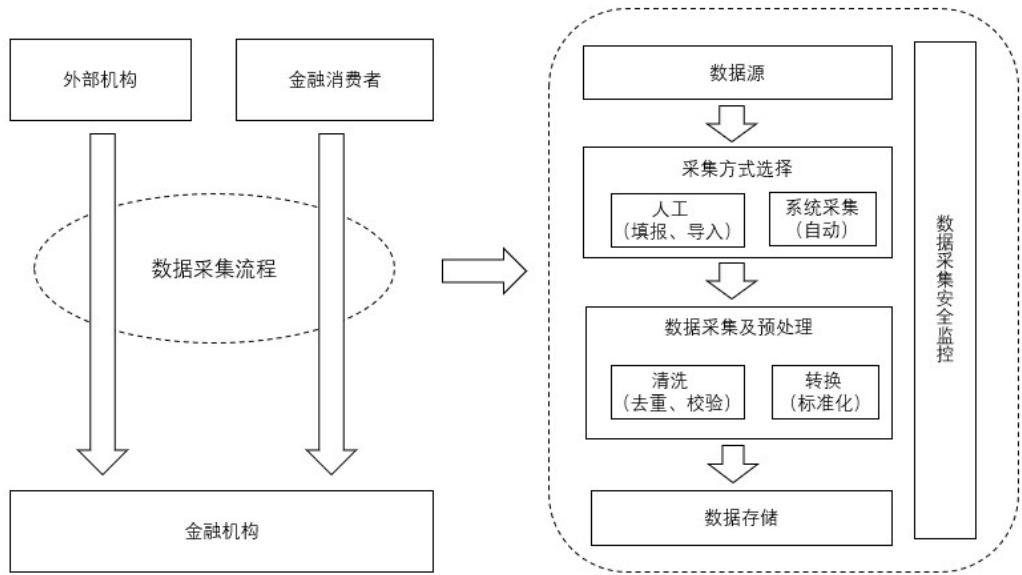 外部机构
金融消费者
数据采集流程
金融机构
数据源
采集方式选择
人工
（填报、导入）
系统采集
（自动）
数据采集及预处理
清洗
（去重、校验）
转换
（标准化）
数据存储
数据采集安全监控